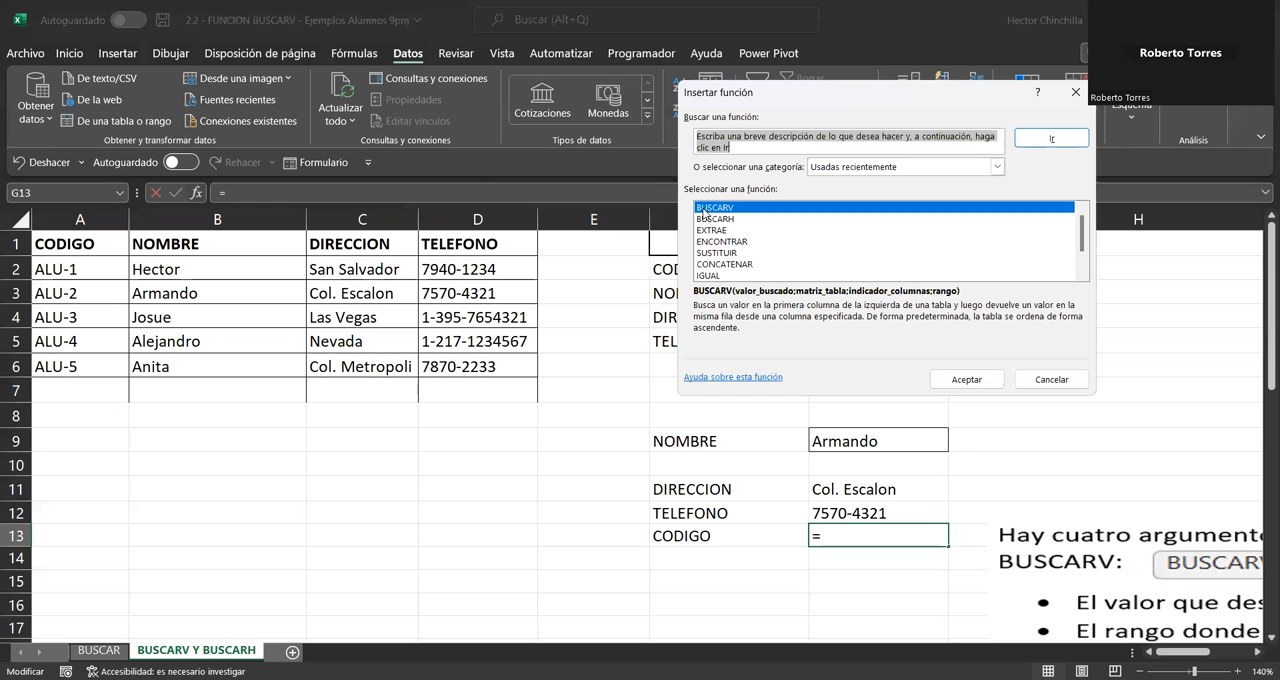 Autoguardado
2.2 - FUNCION BUSCARV - Ejemplos Alumnos 9pm
Buscar (Alt+Q)
Hector Chinchilla
Roberto Torres
Roberto Torres
Archivo Inicio Insertar Dibujar Disposición de página Fórmulas Datos Revisar Vista Automatizar Programador Ayuda Power Pivot
Obtener datos
De texto/CSV
De la web
De una tabla o rango
Desde una imagen
Fuentes recientes
Conexiones existentes
Obtener y transformar datos
Actualizar todo
Consultas y conexiones
Propiedades
Editar vínculos
Consultas y conexiones
Cotizaciones
Monedas
Tipos de datos
Borrar
Análisis
Deshacer Autoguardado Rehacer Formulario
G13 fx =
Insertar función
?
Buscar una función:
Escriba una breve descripción de lo que desea hacer y, a continuación, haga
clic en Ir
Ir
O seleccionar una categoría: Usadas recientemente
Seleccionar una función:
BUSCARV
BUSCARH
EXTRAE
ENCONTRAR
SUSTITUIR
CONCATENAR
IGUAL
BUSCARV(valor_buscado;matriz_tabla;indicador_columnas;rango)
Busca un valor en la primera columna de la izquierda de una tabla y luego devuelve un valor en la
misma fila desde una columna especificada. De forma predeterminada, la tabla se ordena de forma
ascendente.
Ayuda sobre esta función
Aceptar
Cancelar
A B C D E H
1 CODIGO NOMBRE DIRECCION TELEFONO
2 ALU-1 Hector San Salvador 7940-1234
3 ALU-2 Armando Col. Escalon 7570-4321
4 ALU-3 Josue Las Vegas 1-395-7654321
5 ALU-4 Alejandro Nevada 1-217-1234567
6 ALU-5 Anita Col. Metropoli 7870-2233
7
8
9 NOMBRE Armando
10
11 DIRECCION Col. Escalon
12 TELEFONO 7570-4321
13 CODIGO =
14
15
16
17
Hay cuatro argument
BUSCARV: BUSCAR
• El valor que de
• El rango donde
BUSCAR BUSCARV Y BUSCARH
Modificar Accesibilidad: es necesario investigar 140%